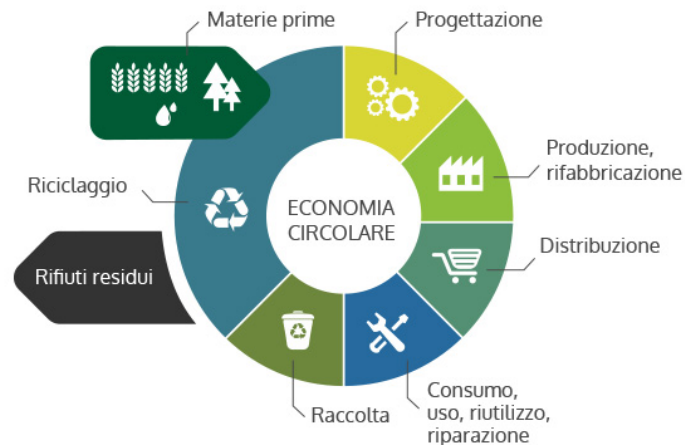 Materie prime
Progettazione
Produzione,
rifabbricazione
Riciclaggio
ECONOMIA
CIRCOLARE
Distribuzione
Rifiuti residui
Raccolta
Consumo,
uso, riutilizzo,
riparazione